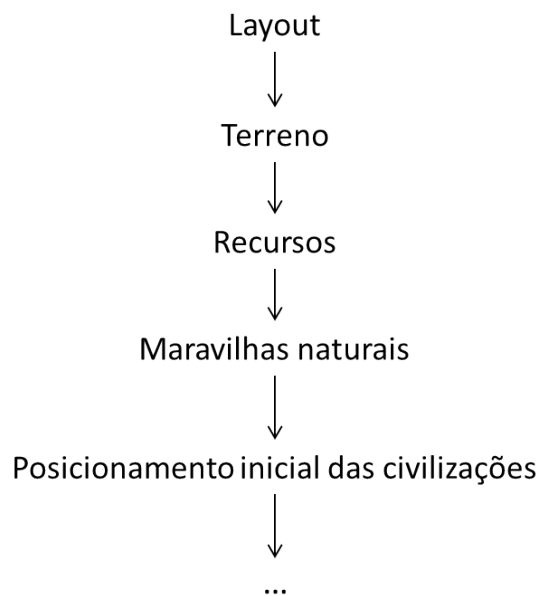 Layout
Terreno
Recursos
Maravilhas naturais
Posicionamento inicial das civilizações
...